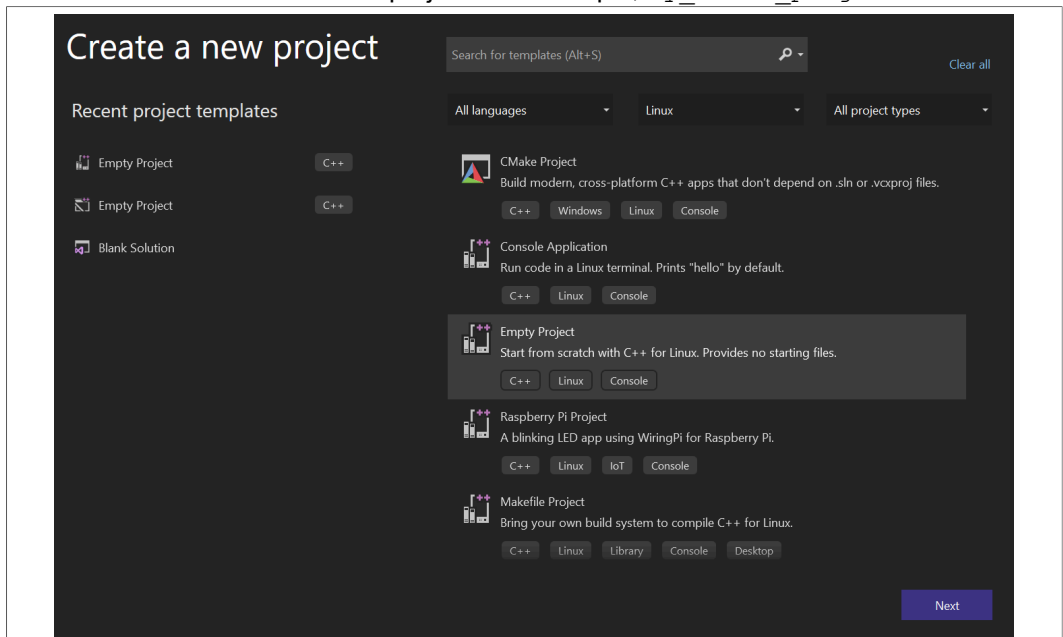 Create a new project
Search for templates (Alt+S)
Clear all
Recent project templates
All languages
Linux
All project types
Empty Project
C++
Empty Project
C++
Blank Solution
CMake Project
Build modern, cross-platform C++ apps that don't depend on .sln or .vcxproj files.
C++ Windows Linux Console
Console Application
Run code in a Linux terminal. Prints "hello" by default.
C++ Linux Console
Empty Project
Start from scratch with C++ for Linux. Provides no starting files.
C++ Linux Console
Raspberry Pi Project
A blinking LED app using WiringPi for Raspberry Pi.
C++ Linux IoT Console
Makefile Project
Bring your own build system to compile C++ for Linux.
C++ Linux Library Console Desktop
Next